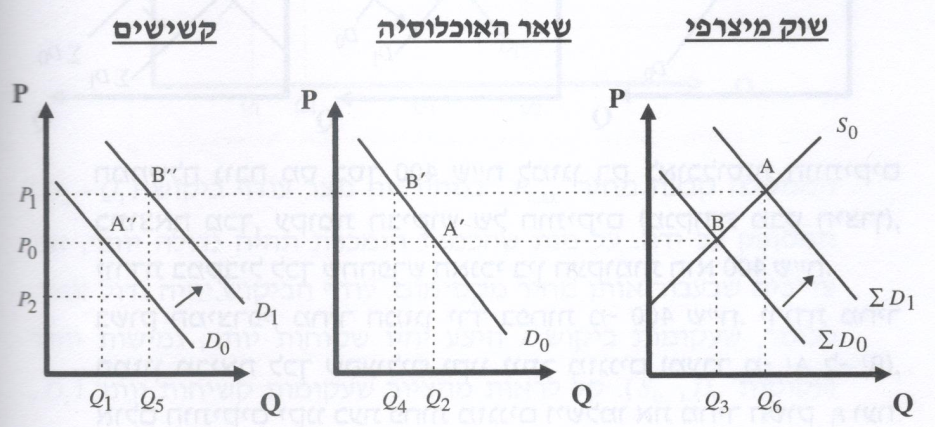 שוק מיצרפי
שאר האוכלוסיה
קשישים
P
P₁
P₀
P₂
B''
A''
D₁
D₀
Q₁
Q₅
Q
P
B'
A'
D₀
Q₄
Q₂
Q
P
S₀
A
B
ΣD₁
ΣD₀
Q₃
Q₆
Q